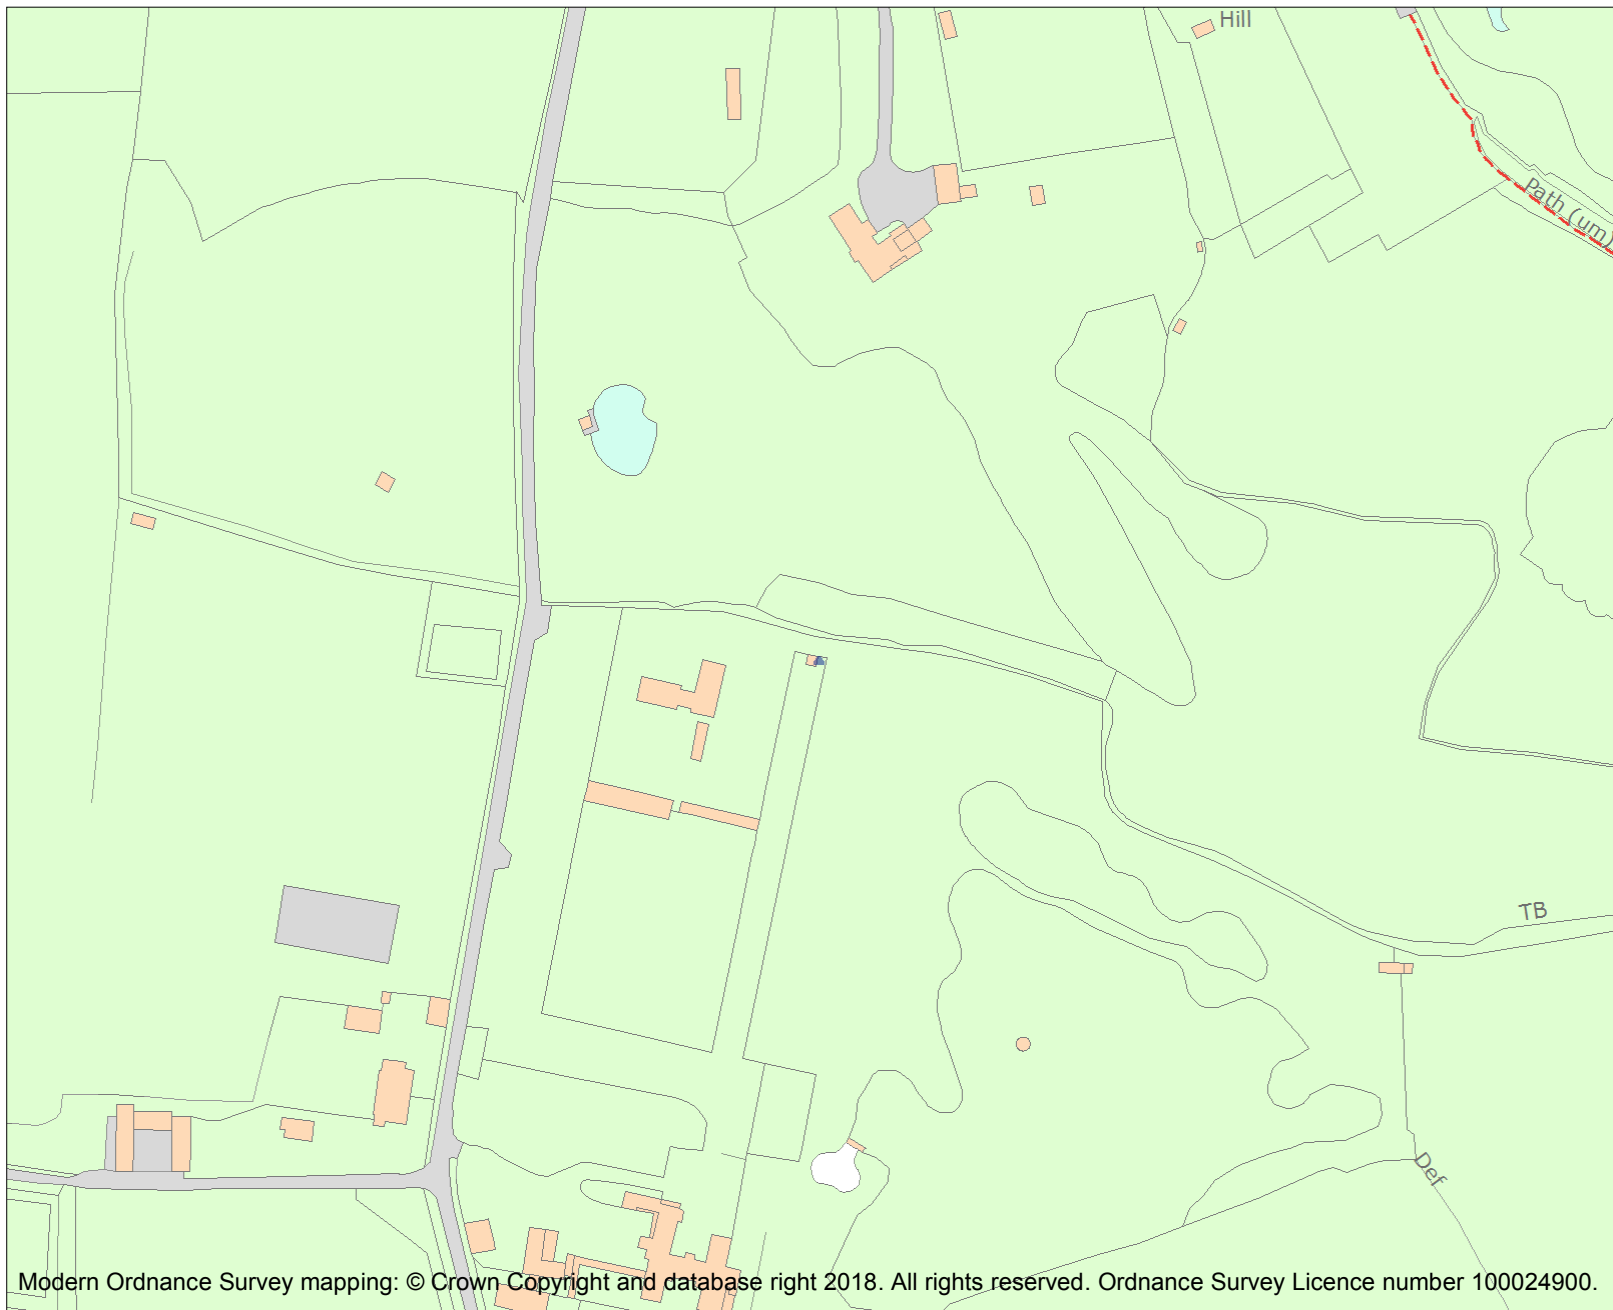 Hill
Path (um)
TB
Def
Modern Ordnance Survey mapping: © Crown Copyright and database right 2018. All rights reserved. Ordnance Survey Licence number 100024900.